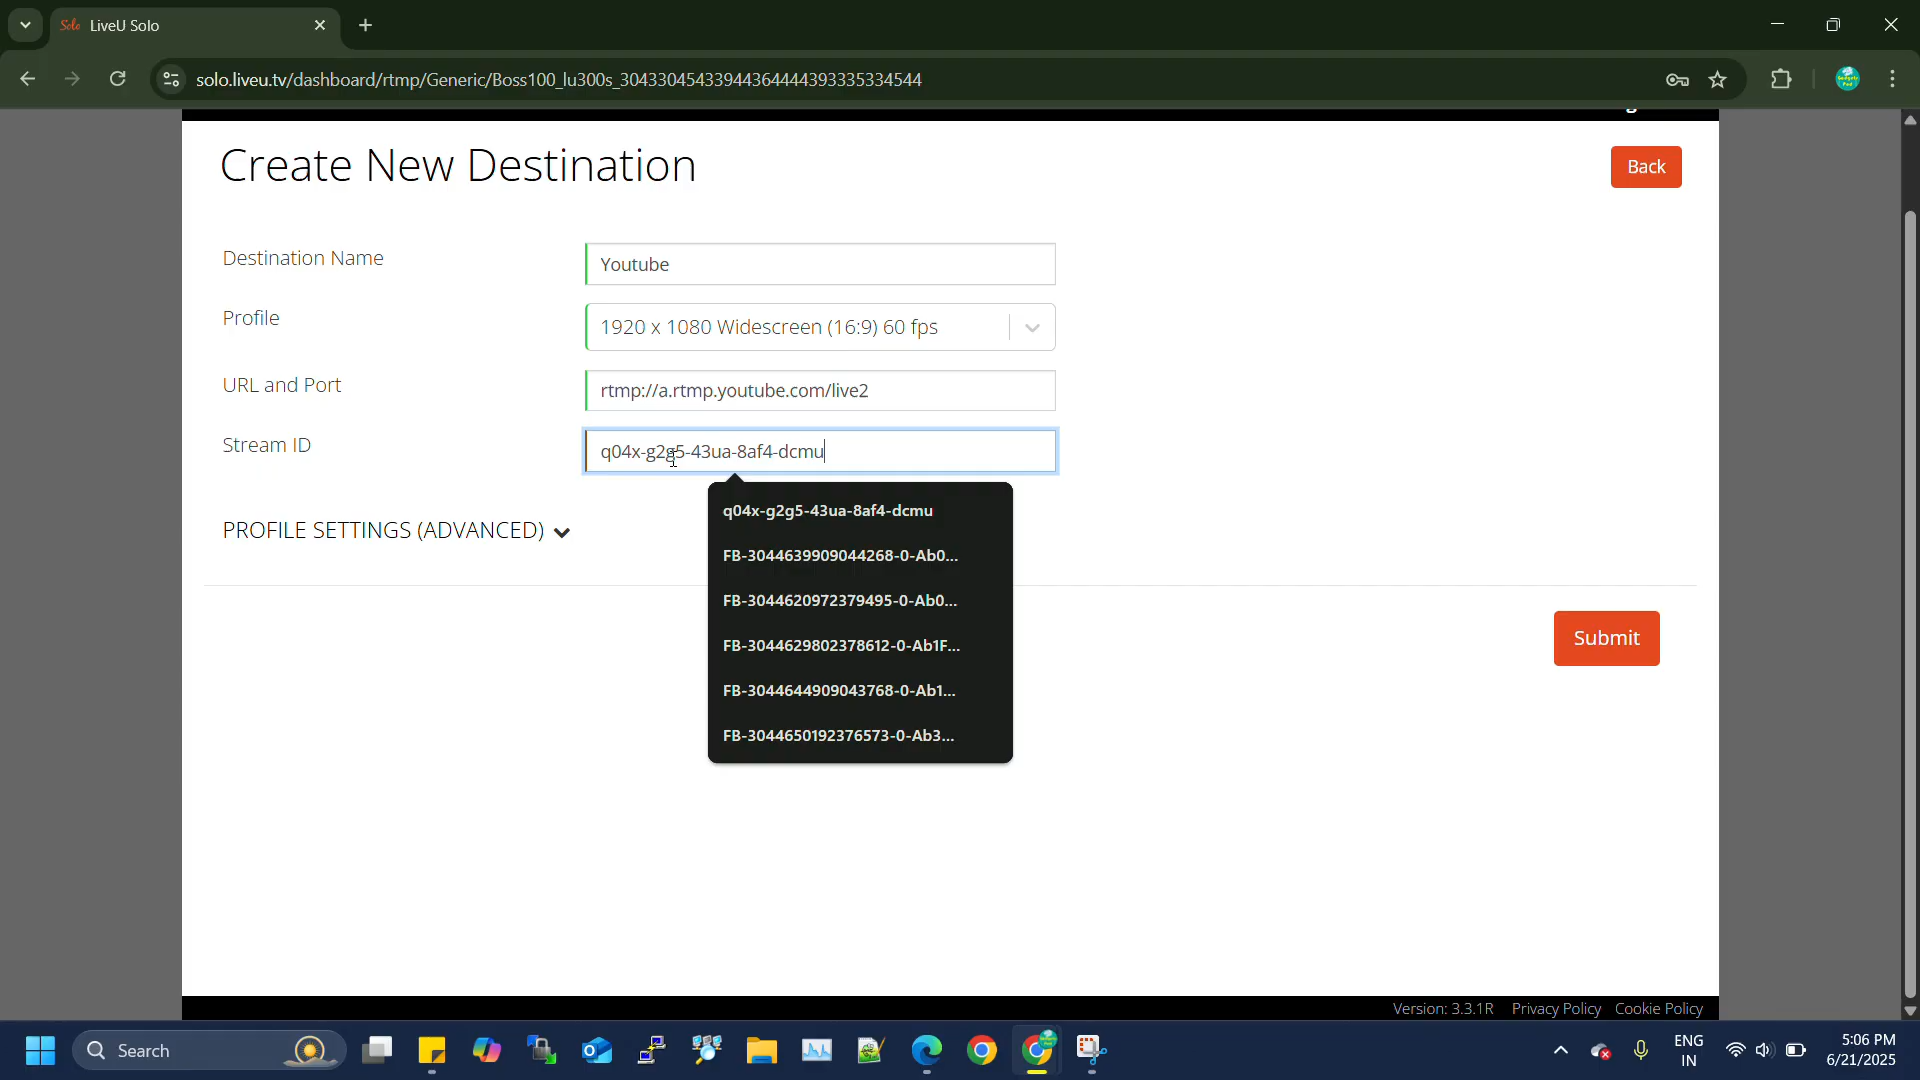 Solo LiveU Solo
solo.liveu.tv/dashboard/rtmp/Generic/Boss100_lu300s_30433045433944364444393335334544
Create New Destination
Back
Destination Name
Youtube
Profile
1920 x 1080 Widescreen (16:9) 60 fps
URL and Port
rtmp://a.rtmp.youtube.com/live2
Stream ID
q04x-g2g5-43ua-8af4-dcmu
q04x-g2g5-43ua-8af4-dcmu
FB-3044639909044268-0-Ab0...
PROFILE SETTINGS (ADVANCED)
FB-3044620972379495-0-Ab0...
FB-3044629802378612-0-Ab1F...
FB-3044644909043768-0-Ab1...
FB-3044650192376573-0-Ab3...
Submit
Version: 3.3.1R Privacy Policy Cookie Policy
Search
ENG
IN
5:06 PM
6/21/2025